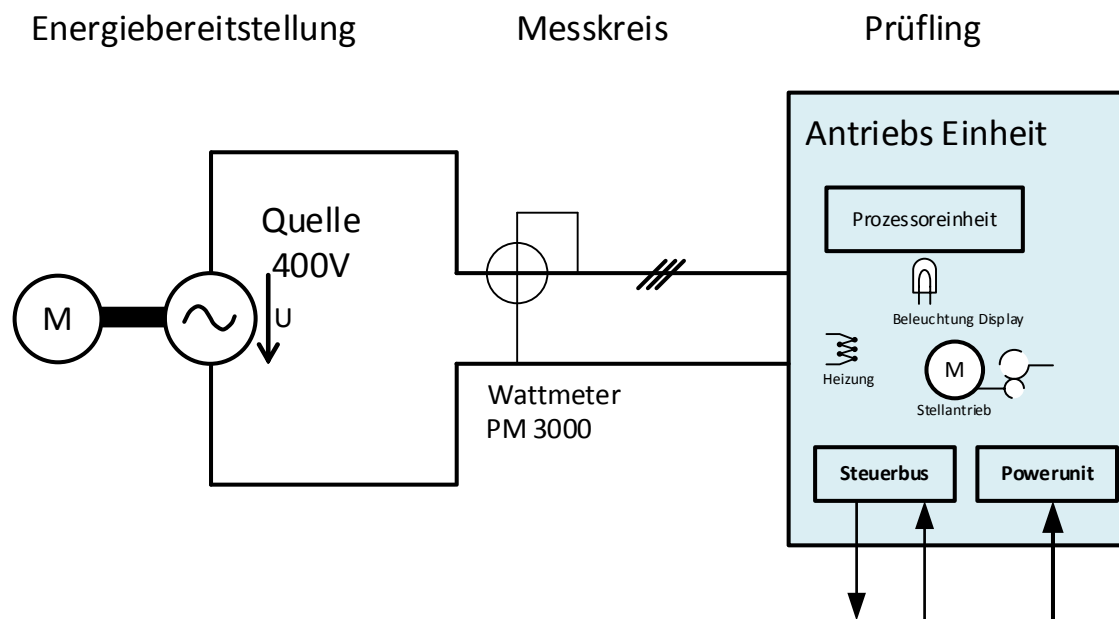 Energiebereitstellung
Messkreis
Prüfling
Antriebs Einheit
Prozessoreinheit
Quelle
400V
U
M
Beleuchtung Display
Heizung
M
Stellantrieb
Wattmeter
PM 3000
Steuerbus
Powerunit